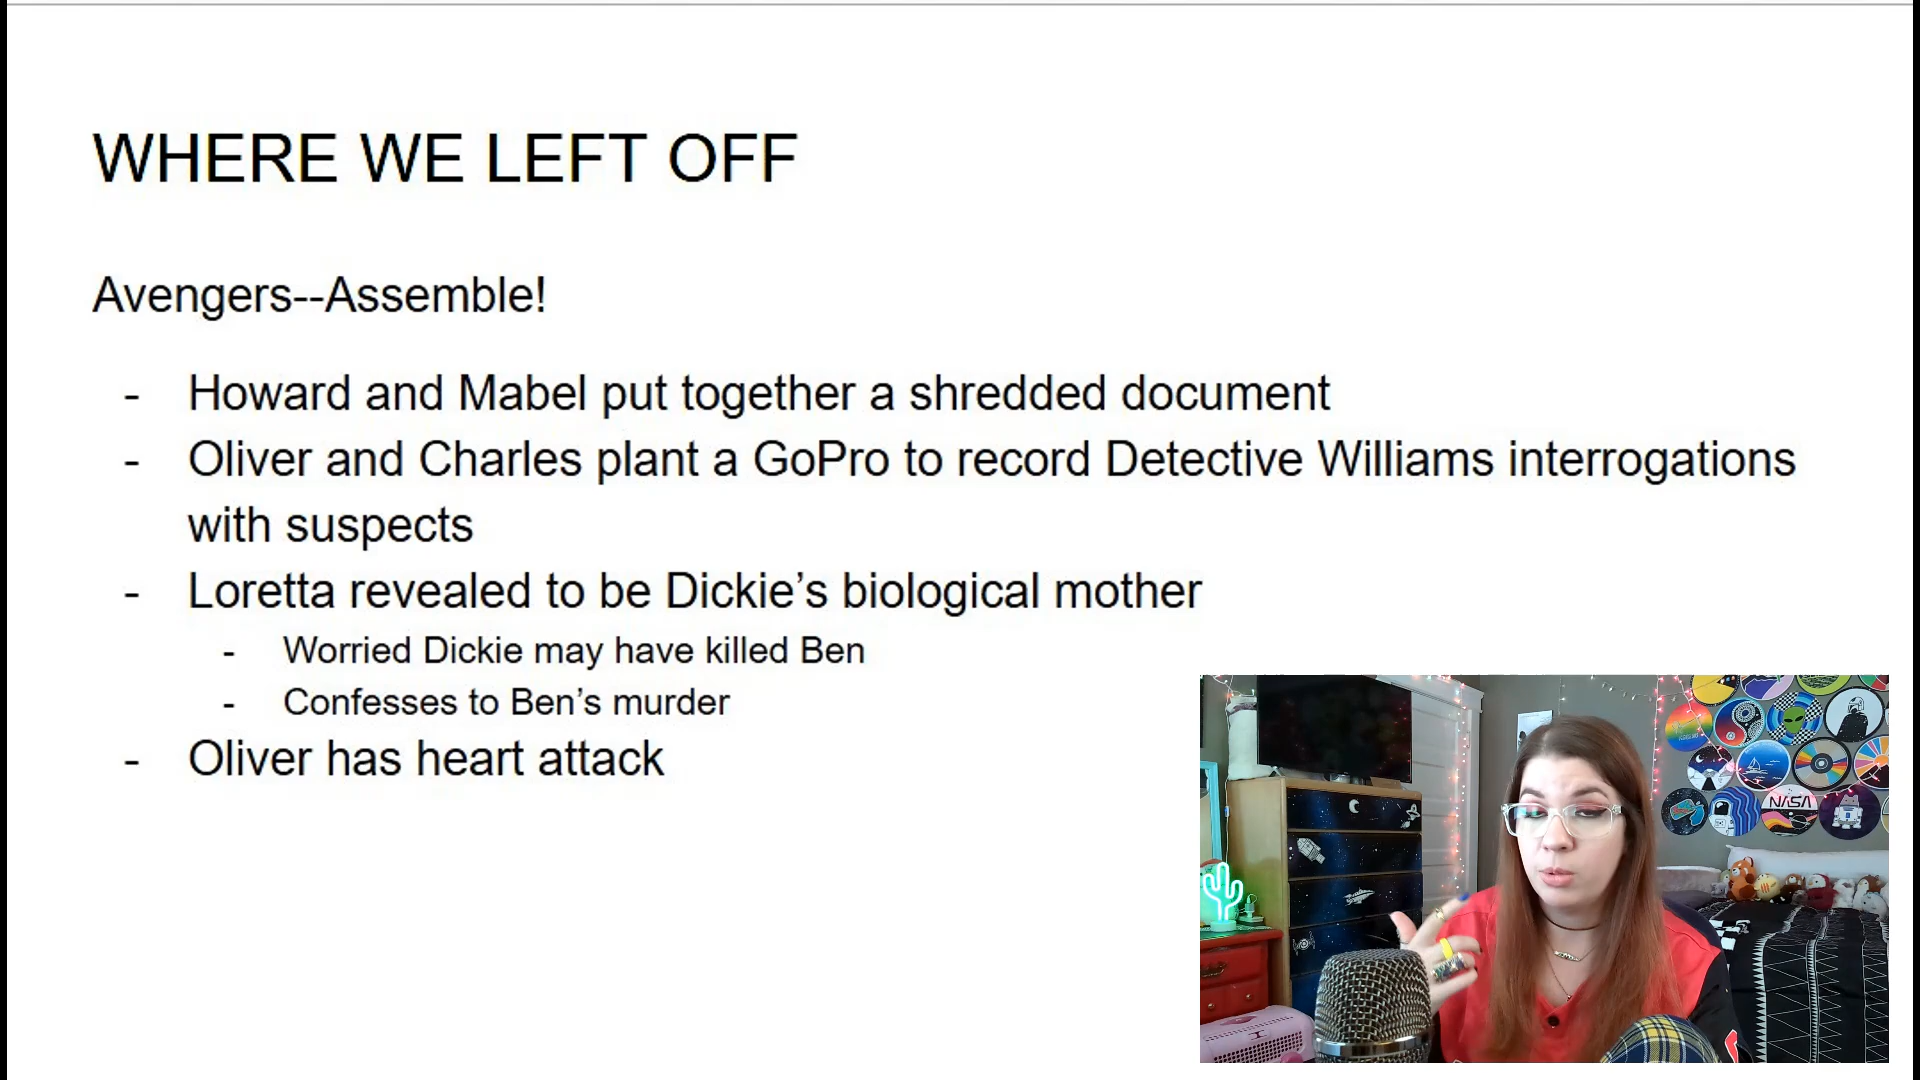 WHERE WE LEFT OFF
Avengers--Assemble!
- Howard and Mabel put together a shredded document
- Oliver and Charles plant a GoPro to record Detective Williams interrogations
with suspects
- Loretta revealed to be Dickie’s biological mother
- Worried Dickie may have killed Ben
- Confesses to Ben’s murder
- Oliver has heart attack
NASA